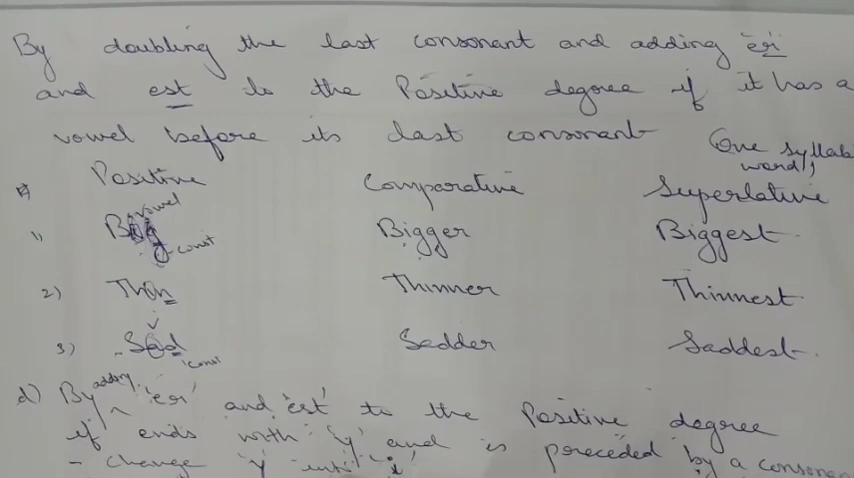 By doubling the last consonant and adding 'er'
and est to the Positive degree if it has a
vowel before its last consonant
One syllab
word);
Positive Comparative Superlative
vowel
1) Big Bigger Biggest
const
2) Thin Thinner Thinnest
3) Sad Sadder Saddest
const
d) By adding 'er' and 'est' to the Positive degree
if ends with 'y' and is preceded by a consonan
- change 'y' into 'i'